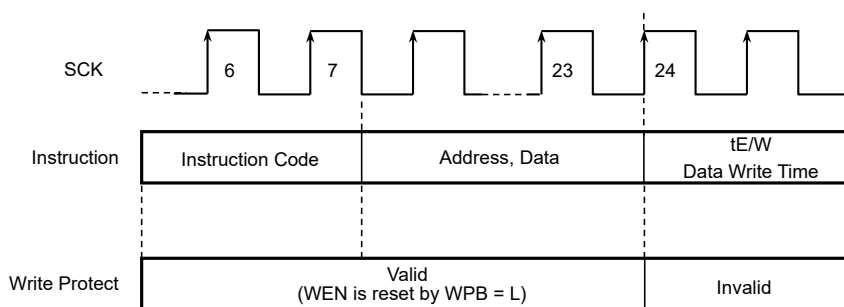 SCK
6
7
23
24
Instruction
Instruction Code
Address, Data
tE/W
Data Write Time
Write Protect
Valid
(WEN is reset by WPB = L)
Invalid